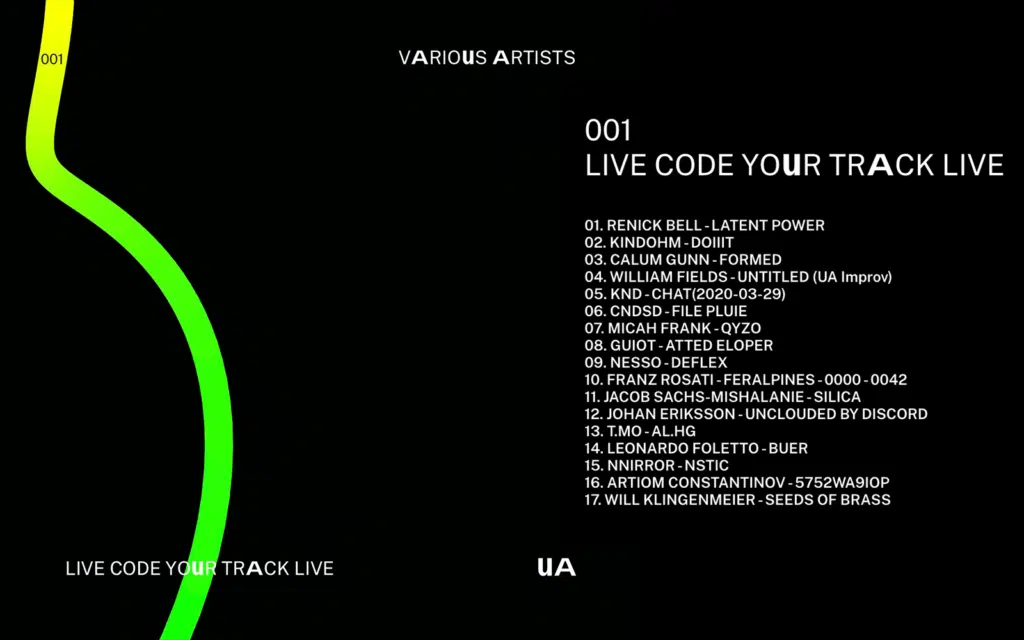 001
VARIOuS ARTISTS
001
LIVE CODE YOuR TRACK LIVE
01. RENICK BELL - LATENT POWER
02. KINDOHM - DOIIIT
03. CALUM GUNN - FORMED
04. WILLIAM FIELDS - UNTITLED (UA Improv)
05. KND - CHAT(2020-03-29)
06. CNDSD - FILE PLUIE
07. MICAH FRANK - QYZO
08. GUIOT - ATTED ELOPER
09. NESSO - DEFLEX
10. FRANZ ROSATI - FERALPINES - 0000 - 0042
11. JACOB SACHS-MISHALANIE - SILICA
12. JOHAN ERIKSSON - UNCLOUDED BY DISCORD
13. T.MO - AL.HG
14. LEONARDO FOLETTO - BUER
15. NNIRROR - NSTIC
16. ARTIOM CONSTANTINOV - 5752WA9IOP
17. WILL KLINGENMEIER - SEEDS OF BRASS
LIVE CODE YOuR TRACK LIVE
uA